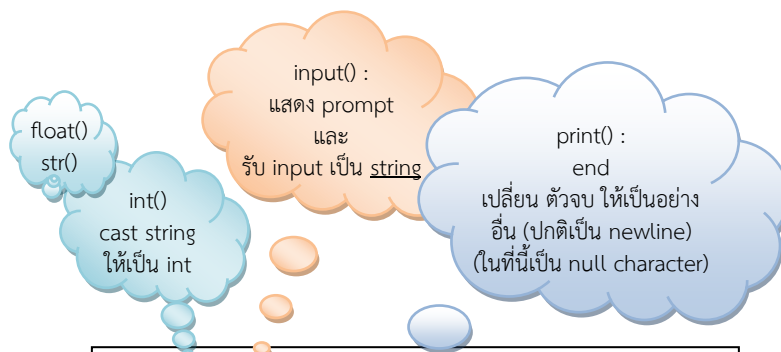 float()
str()
int()
cast string
ให้เป็น int
input() :
แสดง prompt
และ
รับ input เป็น string
print() :
end
เปลี่ยน ตัวจบ ให้เป็นอย่าง
อื่น (ปกติเป็น newline)
(ในที่นี้เป็น null character)